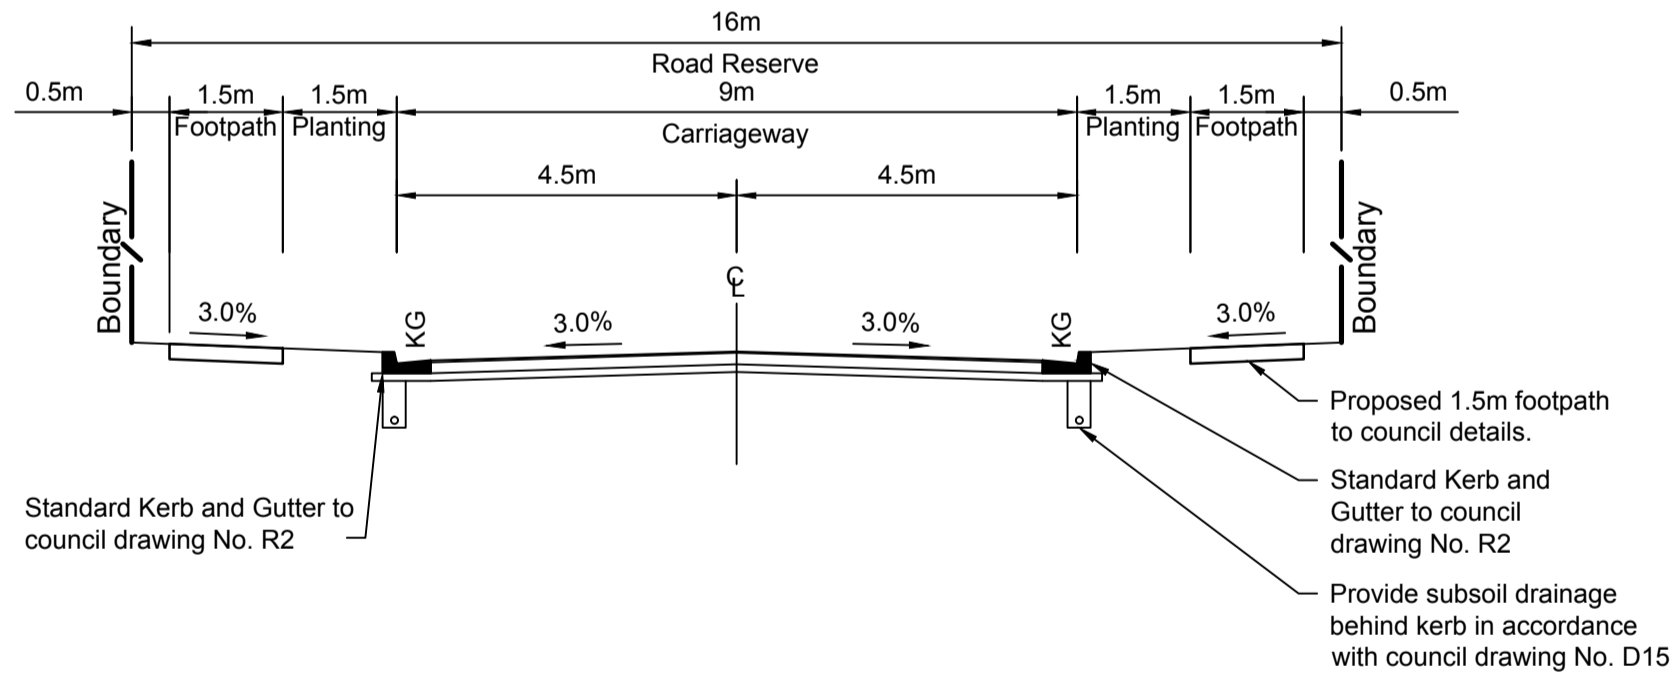 16m
Road Reserve
0.5m
1.5m
1.5m
9m
1.5m
1.5m
0.5m
Footpath
Planting
Carriageway
Planting
Footpath
4.5m
4.5m
Boundary
Boundary
℄
3.0%
KG
3.0%
3.0%
KG
3.0%
Proposed 1.5m footpath
to council details.
Standard Kerb and Gutter to
council drawing No. R2
Standard Kerb and
Gutter to council
drawing No. R2
Provide subsoil drainage
behind kerb in accordance
with council drawing No. D15